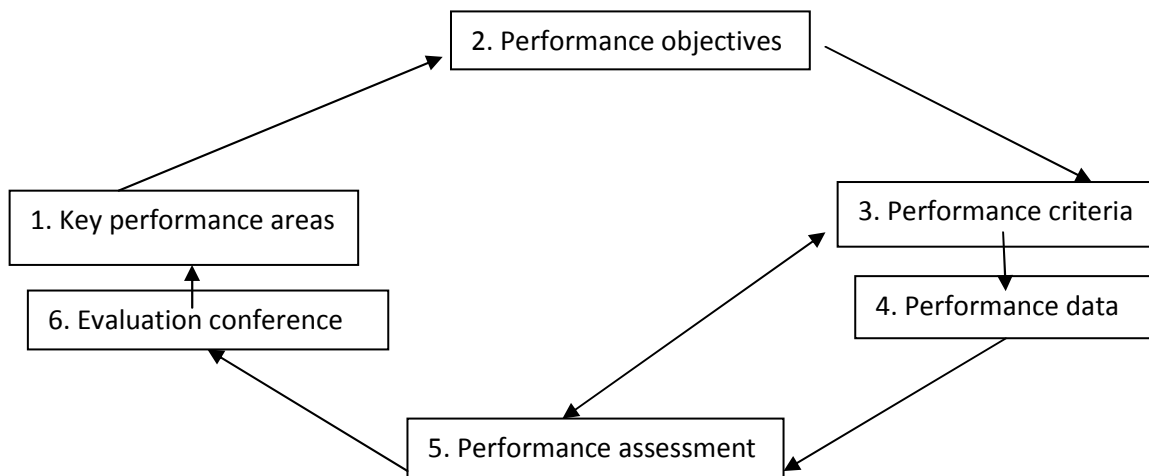 2. Performance objectives
1. Key performance areas
3. Performance criteria
6. Evaluation conference
4. Performance data
5. Performance assessment